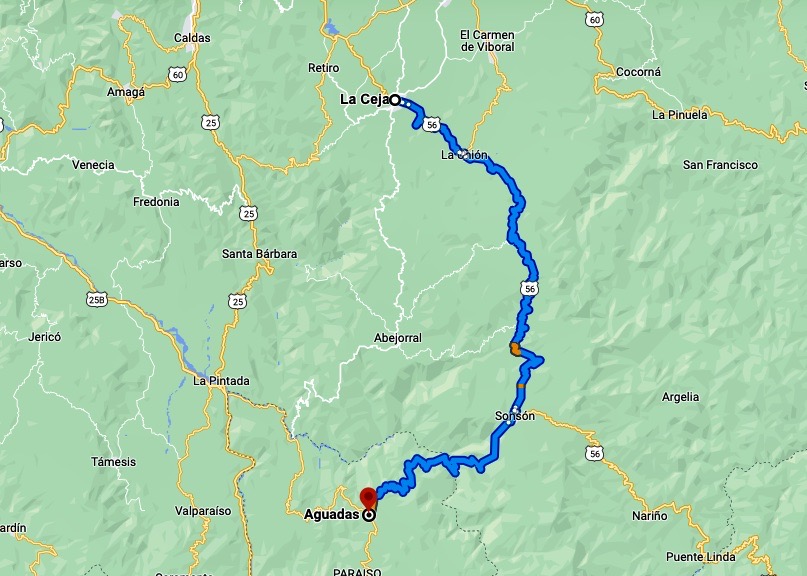 60
Caldas
El Carmen
de Viboral
Retiro
60
Cocorná
Amagá
La Ceja
La Pinuela
25
56
La Unión
Venecia
San Francisco
Fredonia
25
Santa Bárbara
arso
56
25B
25
Jericó
Abejorral
La Pintada
Argelia
Sonsón
56
Támesis
Valparaíso
Aguadas
Nariño
ardín
Puente Linda
PARAISO